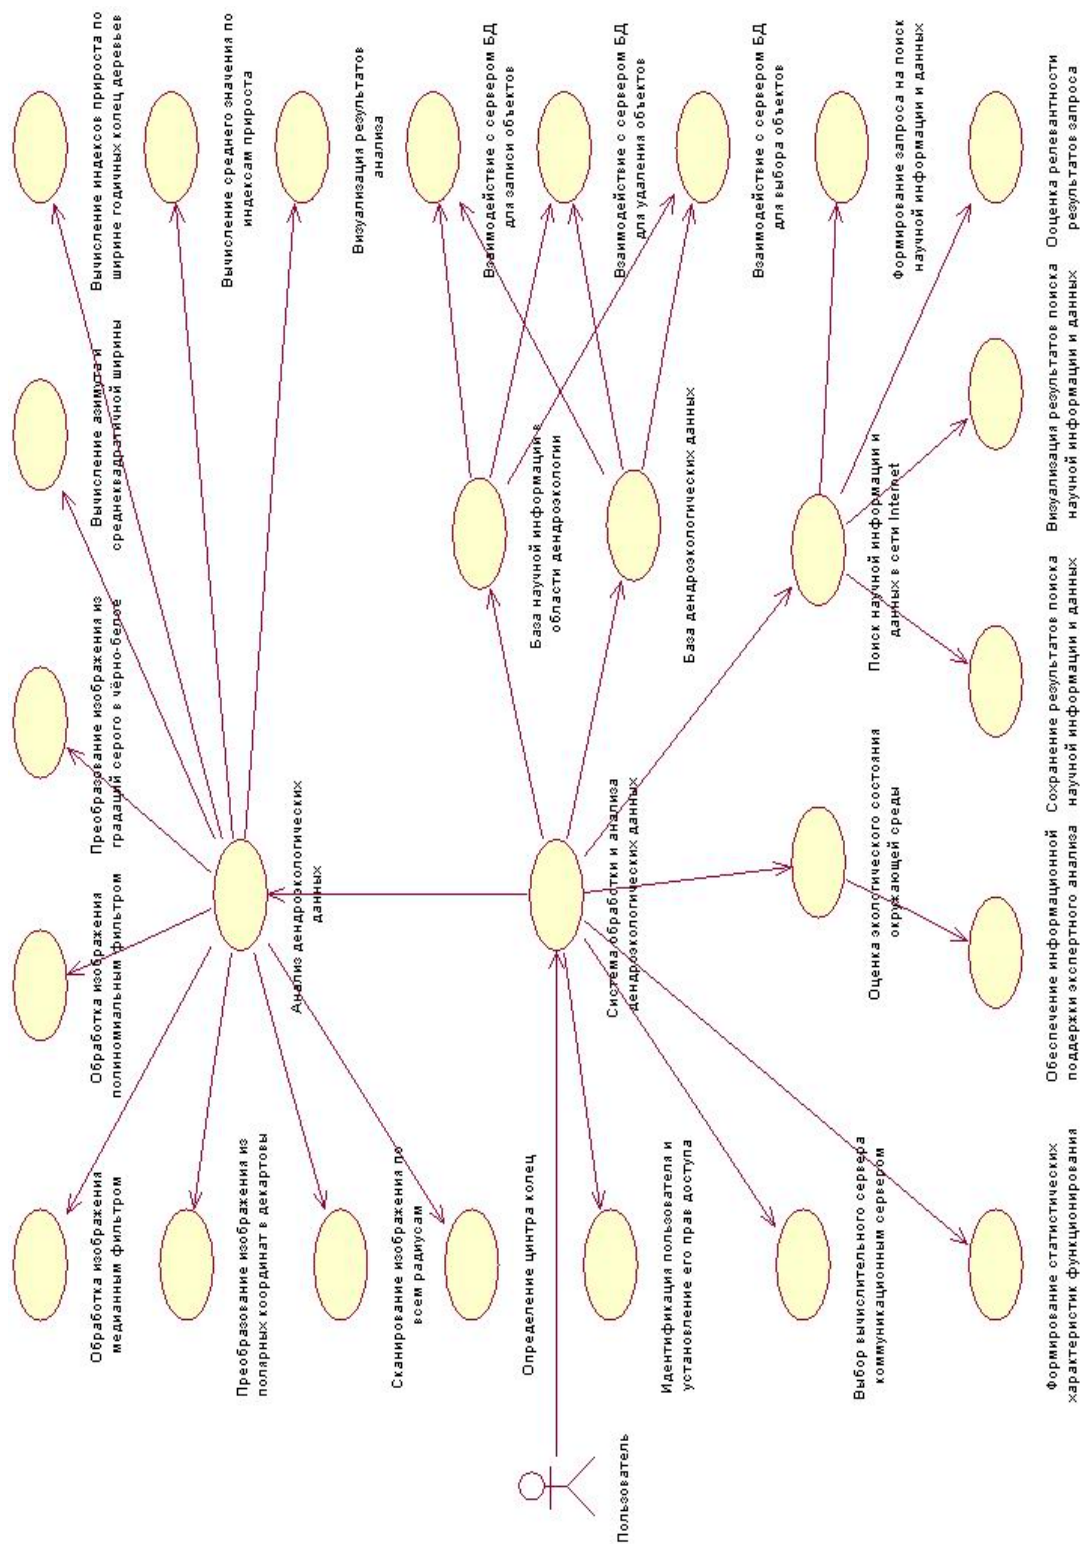 Вычисление индексов прироста по
ширине годичных колец деревьев
Вычисление среднего значения по
индексам прироста
Визуализация результатов
анализа
Взаимодействие с сервером БД
для записи объектов
Взаимодействие с сервером БД
для удаления объектов
Взаимодействие с сервером БД
для выбора объектов
Формирование запроса на поиск
научной информации и данных
Ооценка релевантности
результатов запроса
Вычисление азимута и
среднеквадратичной ширины
Визуализация результатов поиска
научной информации и данных
База научной информации в
области дендроэкологии
База дендроэкологических данных
Поиск научной информации и
данных в сети Internet
Преобразование изображения из
градаций серого в чёрно-белое
Сохранение результатов поиска
научной информации и данных
Анализ дендроэкологических
данных
Система обработки и анализа
дендроэкологических данных
Оценка экологического состояния
окружающей среды
Обработка изображения
полиномиальным фильтром
Обеспечение информационной
поддержки экспертного анализа
Обработка изображения
медианным фильтром
Преобразование изображения из
полярных координат в декартовы
Сканирование изображения по
всем радиусам
Определение цинтра колец
Идентификация пользователя и
установление его прав доступа
Выбор вычислительного сервера
коммуникационным сервером
Формирование статистических
характеристик функционирования
Пользователь